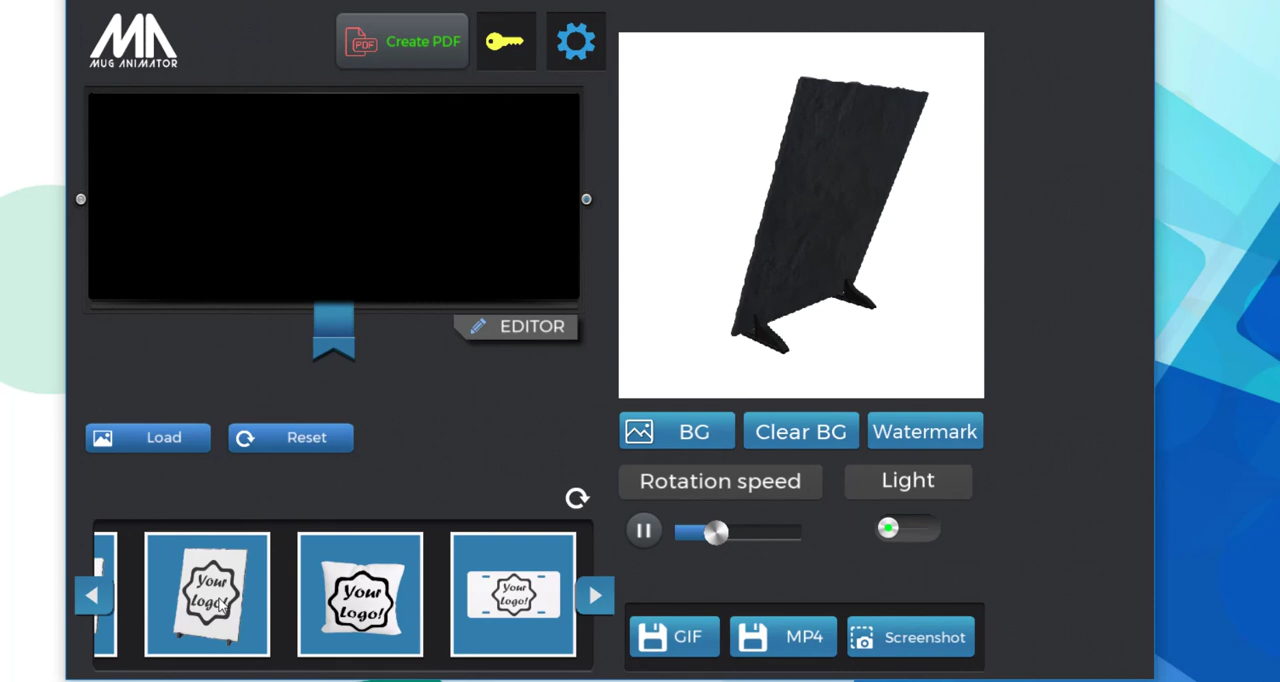 MA
MUG ANIMATOR
PDF
Create PDF
EDITOR
Load
Reset
BG
Clear BG
Watermark
Rotation speed
Light
Your
Logo!
Your
Logo!
Your
Logo!
GIF
MP4
Screenshot